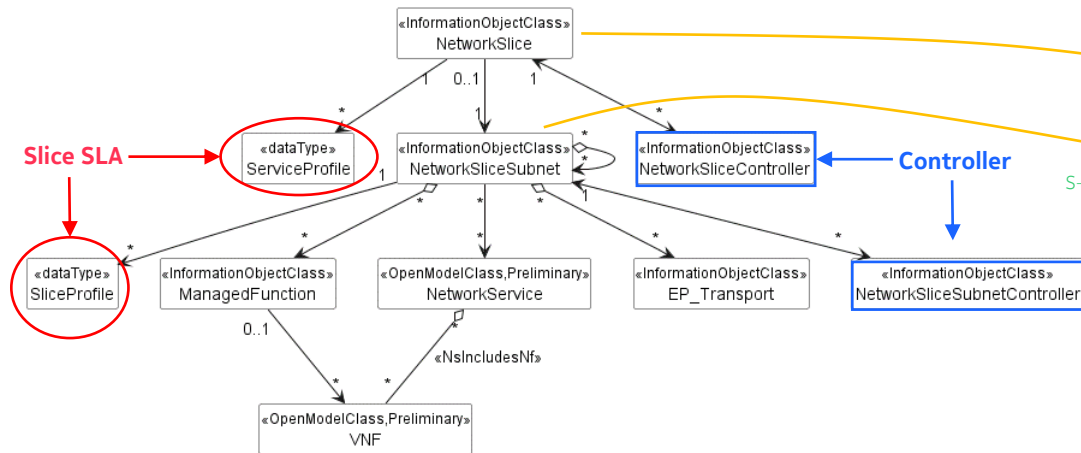 «InformationObjectClass»
NetworkSlice
1
0..1
1
*
1
*
Slice SLA
«dataType»
ServiceProfile
«InformationObjectClass»
NetworkSliceSubnet
*
*
«InformationObjectClass»
NetworkSliceController
Controller
S-
1
*
*
*
1
*
*
*
*
*
«dataType»
SliceProfile
«InformationObjectClass»
ManagedFunction
«OpenModelClass,Preliminary»
NetworkService
«InformationObjectClass»
EP_Transport
«InformationObjectClass»
NetworkSliceSubnetController
0..1
*
«NsIncludesNf»
*
*
«OpenModelClass,Preliminary»
VNF